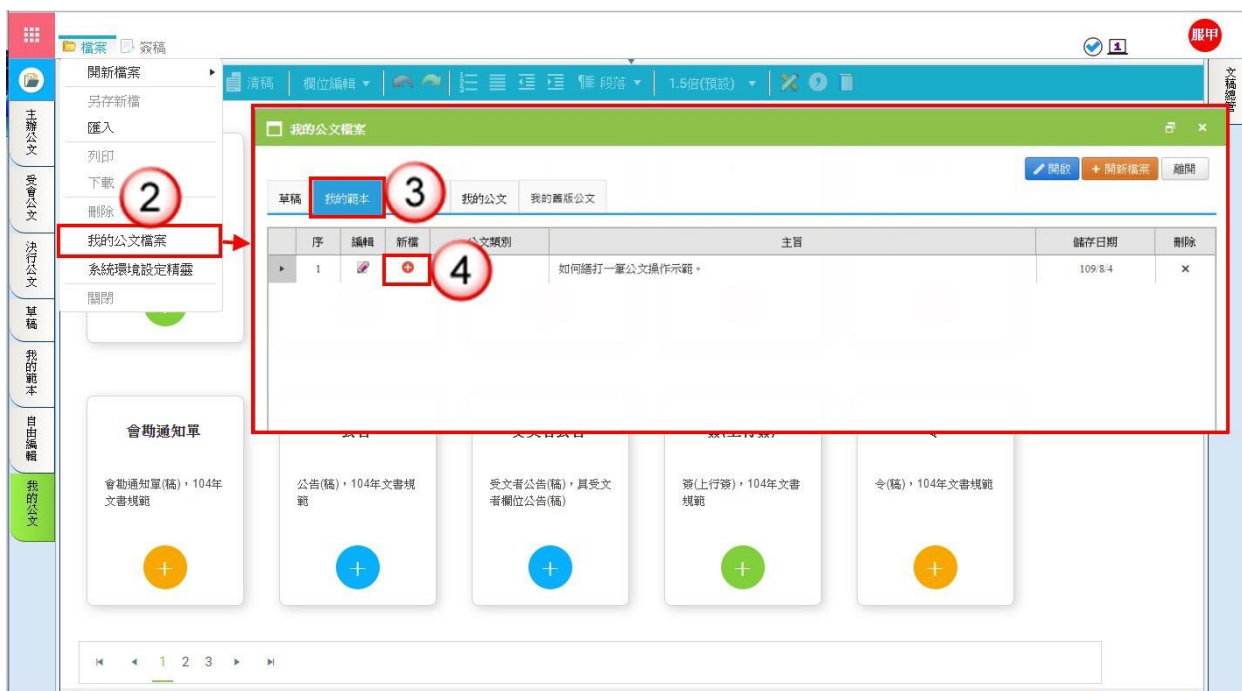 服甲
檔案 簽稿
1
開新檔案
另存新檔
匯入
列印
下載
刪除
我的公文檔案
系統環境設定精靈
關閉
2
清稿 欄位編輯 段落 1.5倍(預設)
文稿總管
主辦公文
受會公文
決行公文
草稿
我的範本
自由編輯
我的公文
我的公文檔案
開啟 + 開新檔案 離開
草稿 我的範本 3 我的公文 我的舊版公文
序 編輯 新檔 公文類別 主旨 儲存日期 刪除
1 4 如何繕打一筆公文操作示範。 109/8/4 ×
會勘通知單
會勘通知單(稿),104年
文書規範
公告(稿),104年文書規
範
受文者公告(稿),具受文
者欄位公告(稿)
簽(上行簽),104年文書
規範
令(稿),104年文書規範
1 2 3